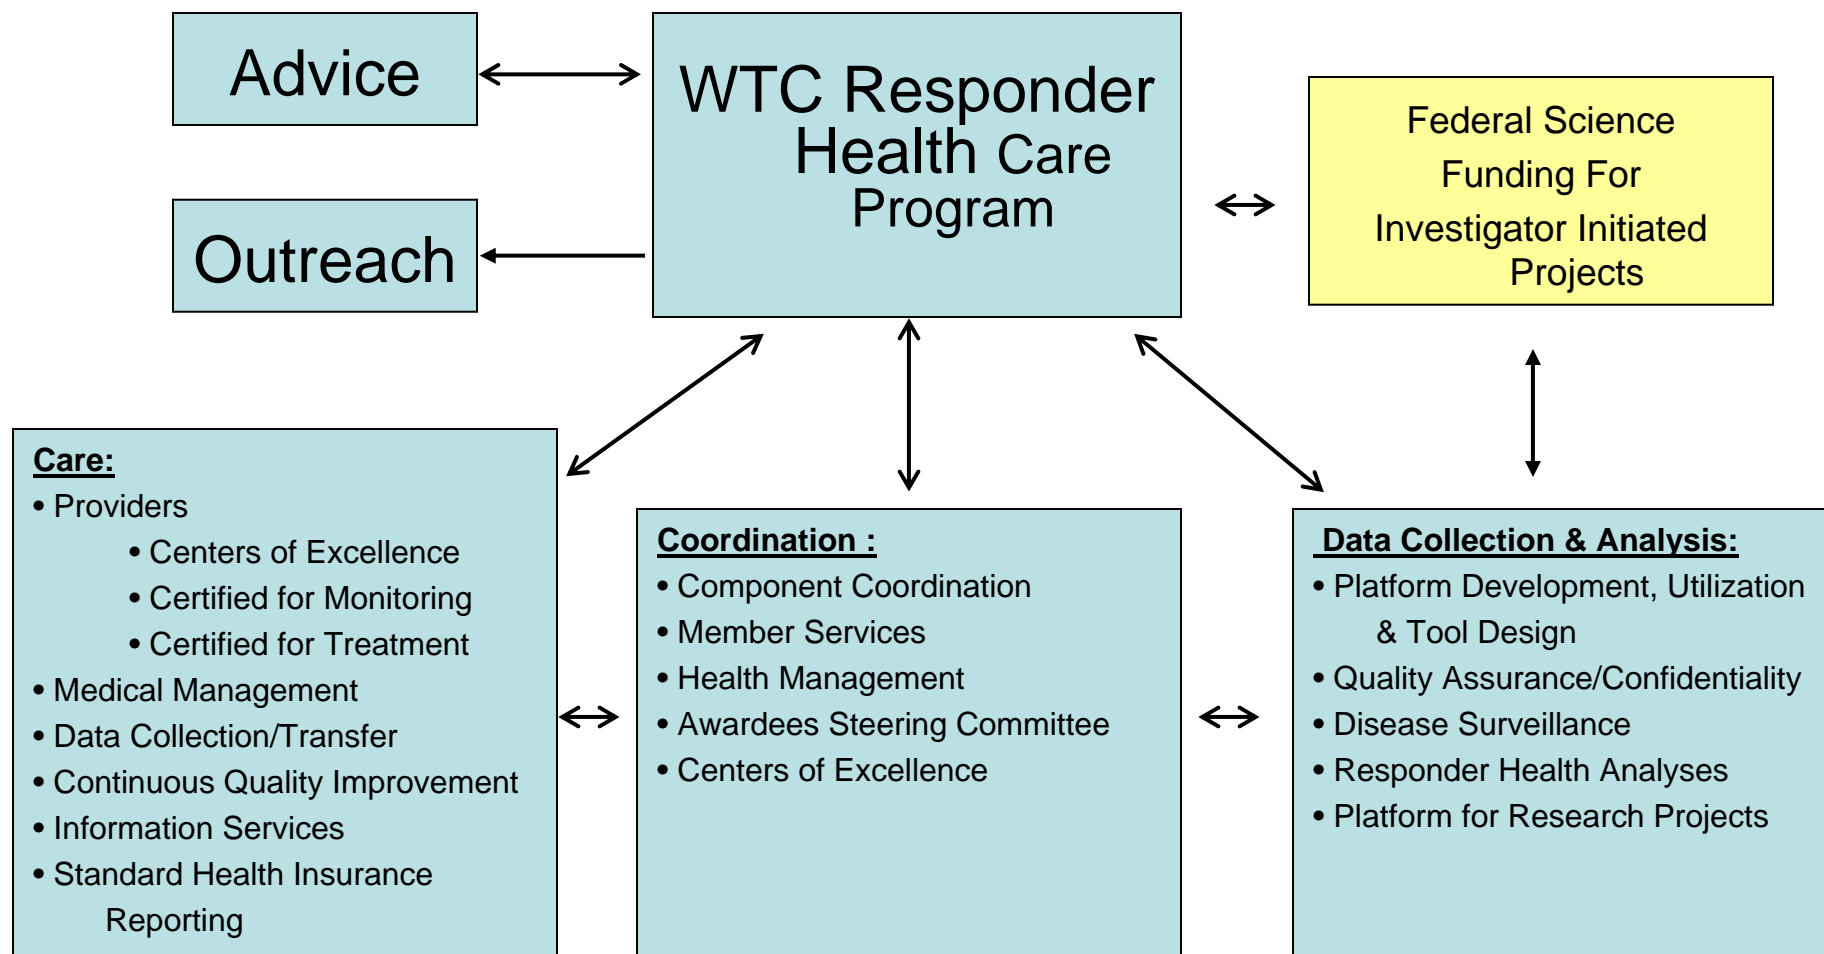 Advice
WTC Responder
Health Care
Program
Federal Science
Funding For
Investigator Initiated
Projects
Outreach
Care:
• Providers
• Centers of Excellence
• Certified for Monitoring
• Certified for Treatment
• Medical Management
• Data Collection/Transfer
• Continuous Quality Improvement
• Information Services
• Standard Health Insurance
Reporting
Coordination :
• Component Coordination
• Member Services
• Health Management
• Awardees Steering Committee
• Centers of Excellence
Data Collection & Analysis:
• Platform Development, Utilization
& Tool Design
• Quality Assurance/Confidentiality
• Disease Surveillance
• Responder Health Analyses
• Platform for Research Projects